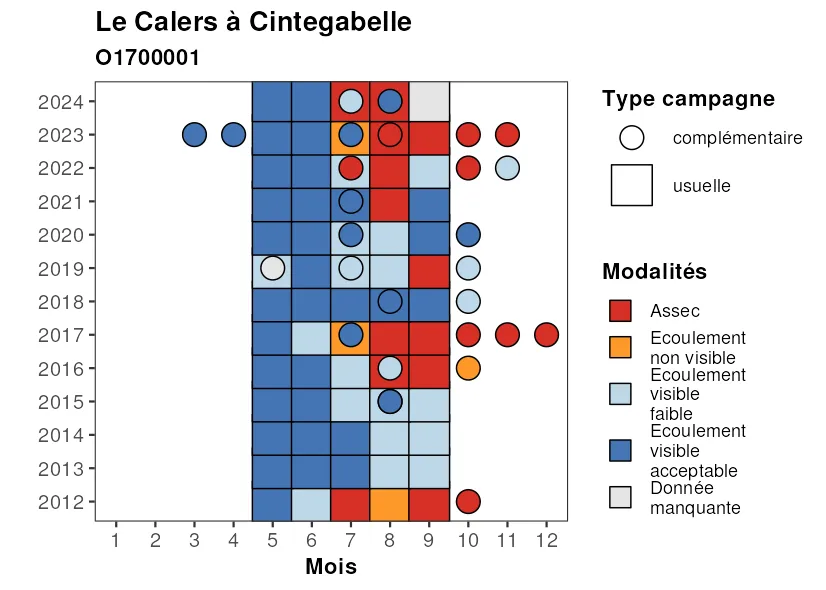 Le Calers à Cintegabelle
O1700001
2024
2023
2022
2021
2020
2019
2018
2017
2016
2015
2014
2013
2012
1 2 3 4 5 6 7 8 9 10 11 12
Mois
Type campagne
complémentaire
usuelle
Modalités
Assec
Ecoulement
non visible
Ecoulement
visible
faible
Ecoulement
visible
acceptable
Donnée
manquante